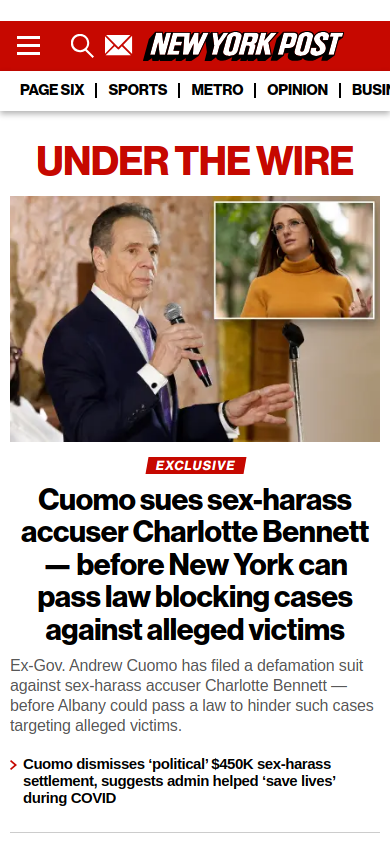 NEW YORK POST
PAGE SIX | SPORTS | METRO | OPINION | BUSIN
UNDER THE WIRE
EXCLUSIVE
Cuomo sues sex-harass
accuser Charlotte Bennett
— before New York can
pass law blocking cases
against alleged victims
Ex-Gov. Andrew Cuomo has filed a defamation suit
against sex-harass accuser Charlotte Bennett —
before Albany could pass a law to hinder such cases
targeting alleged victims.
Cuomo dismisses ‘political’ $450K sex-harass
settlement, suggests admin helped ‘save lives’
during COVID